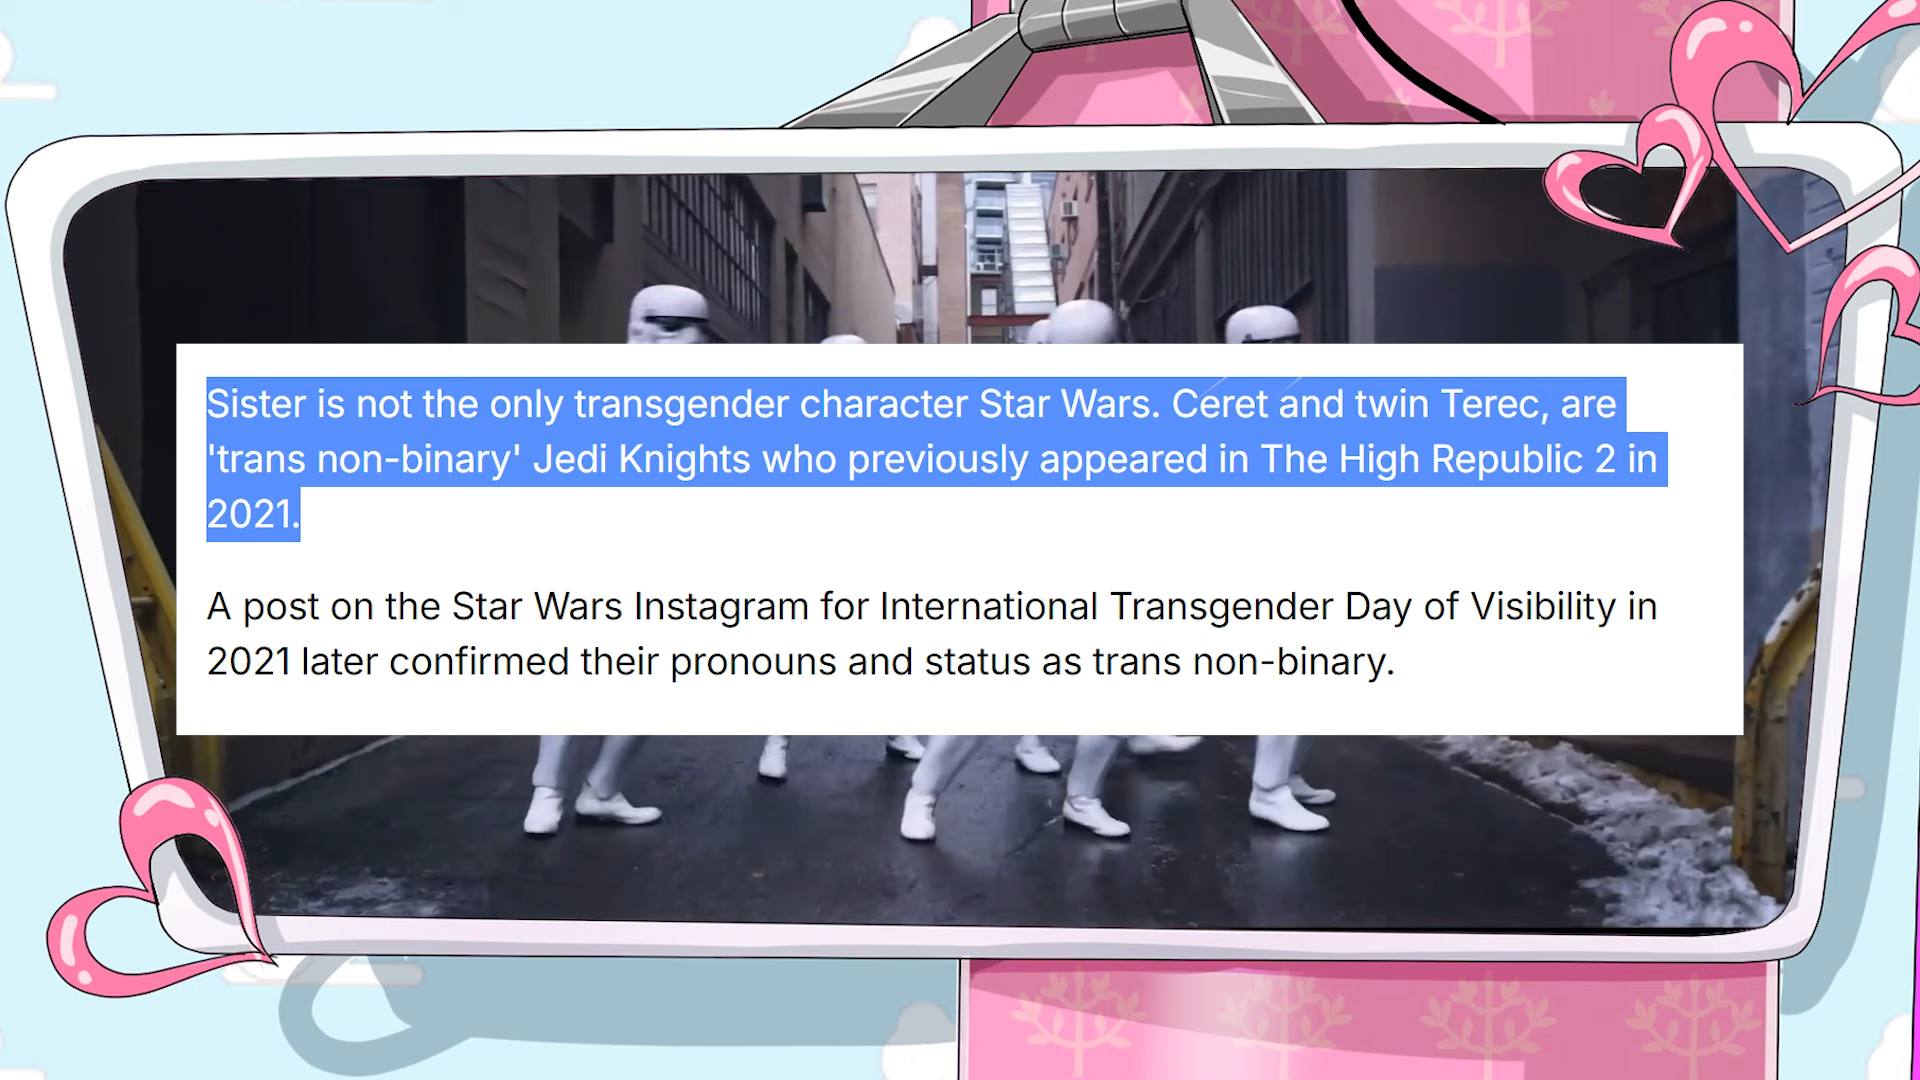 Sister is not the only transgender character Star Wars. Ceret and twin Terec, are
'trans non-binary' Jedi Knights who previously appeared in The High Republic 2 in
2021.
A post on the Star Wars Instagram for International Transgender Day of Visibility in
2021 later confirmed their pronouns and status as trans non-binary.